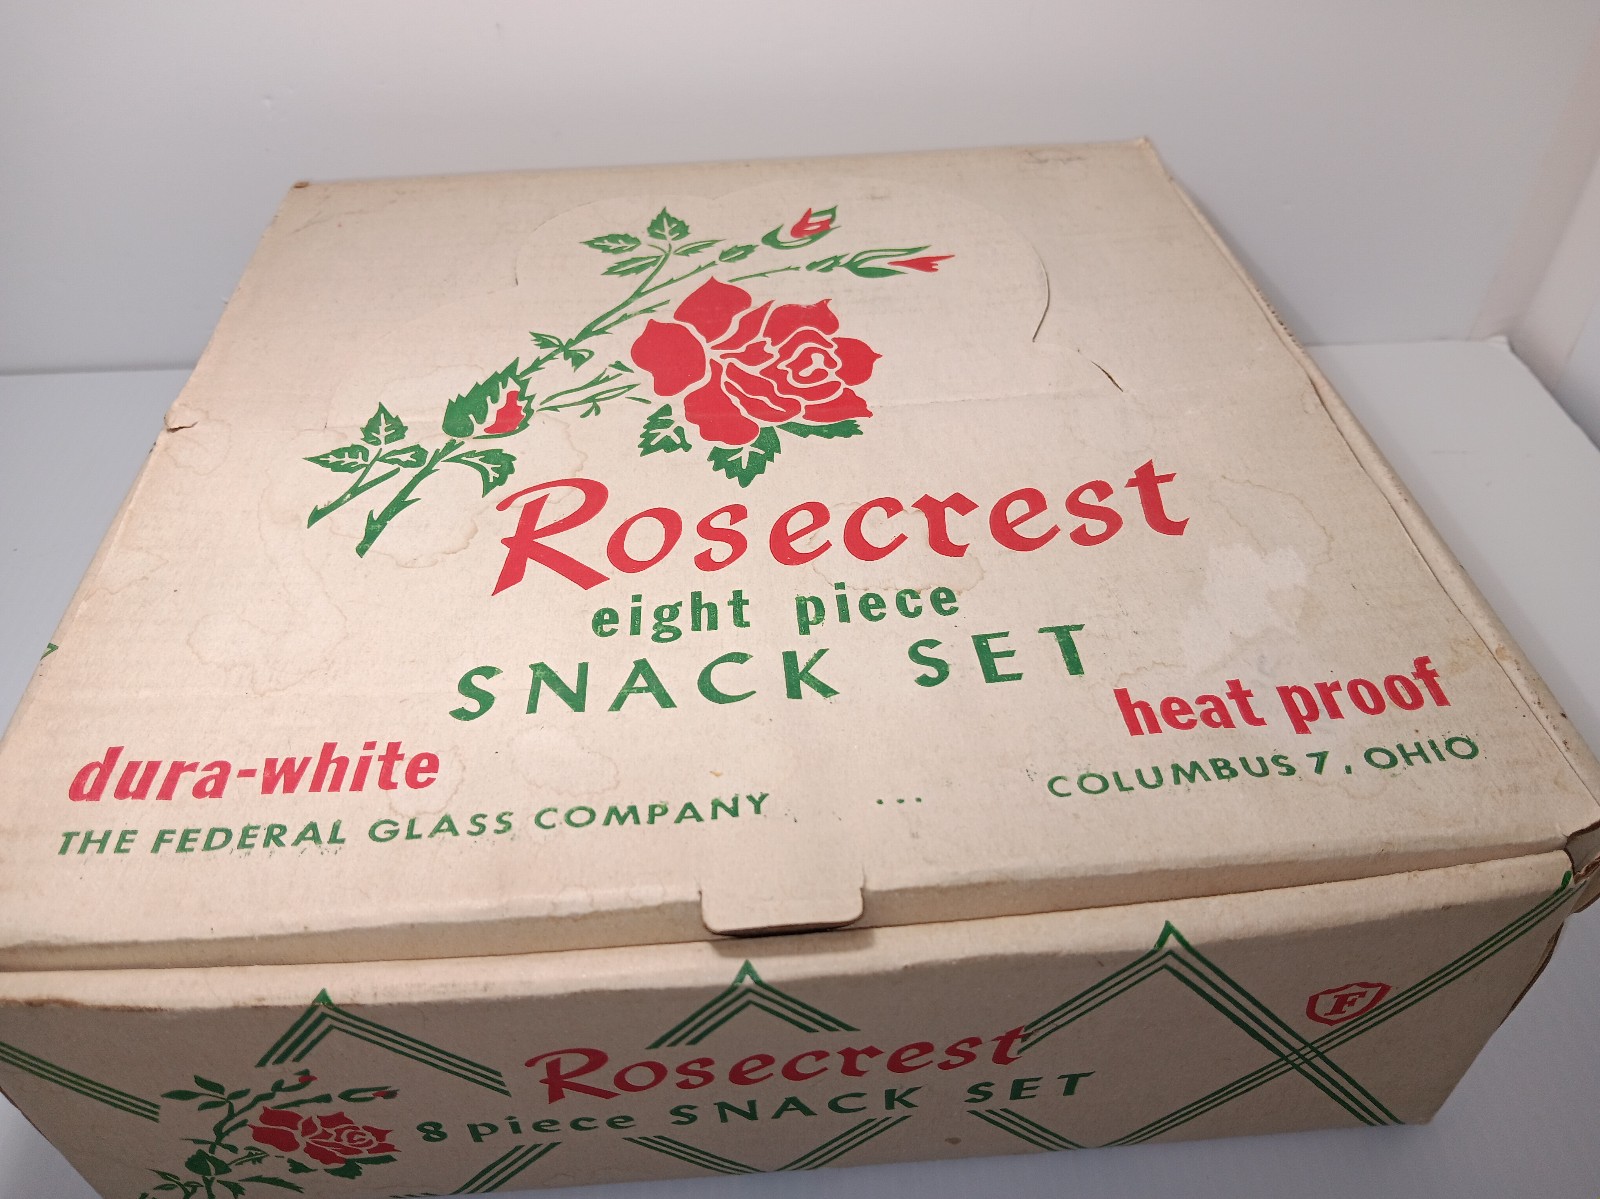 Rosecrest
eight piece
SNACK SET
dura-white
heat proof
THE FEDERAL GLASS COMPANY ... COLUMBUS 7, OHIO
F
Rosecrest
8 piece SNACK SET